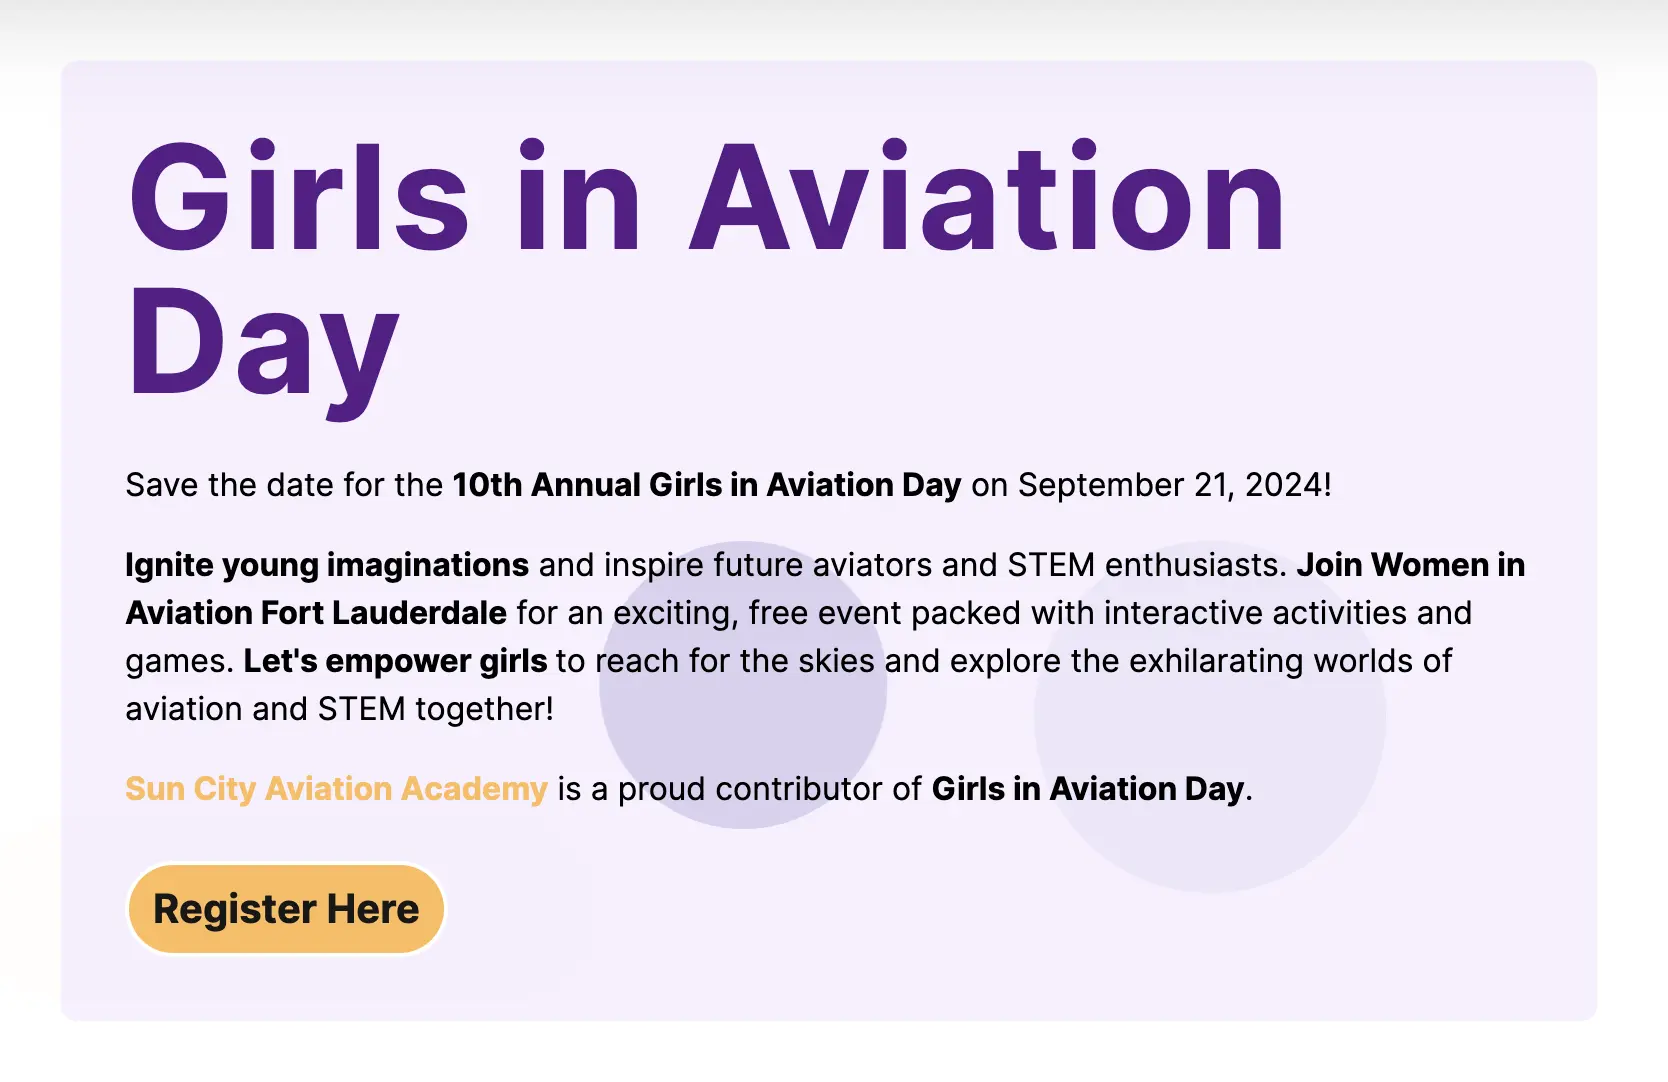 Girls in Aviation
Day
Save the date for the 10th Annual Girls in Aviation Day on September 21, 2024!
Ignite young imaginations and inspire future aviators and STEM enthusiasts. Join Women in
Aviation Fort Lauderdale for an exciting, free event packed with interactive activities and
games. Let's empower girls to reach for the skies and explore the exhilarating worlds of
aviation and STEM together!
Sun City Aviation Academy is a proud contributor of Girls in Aviation Day.
Register Here